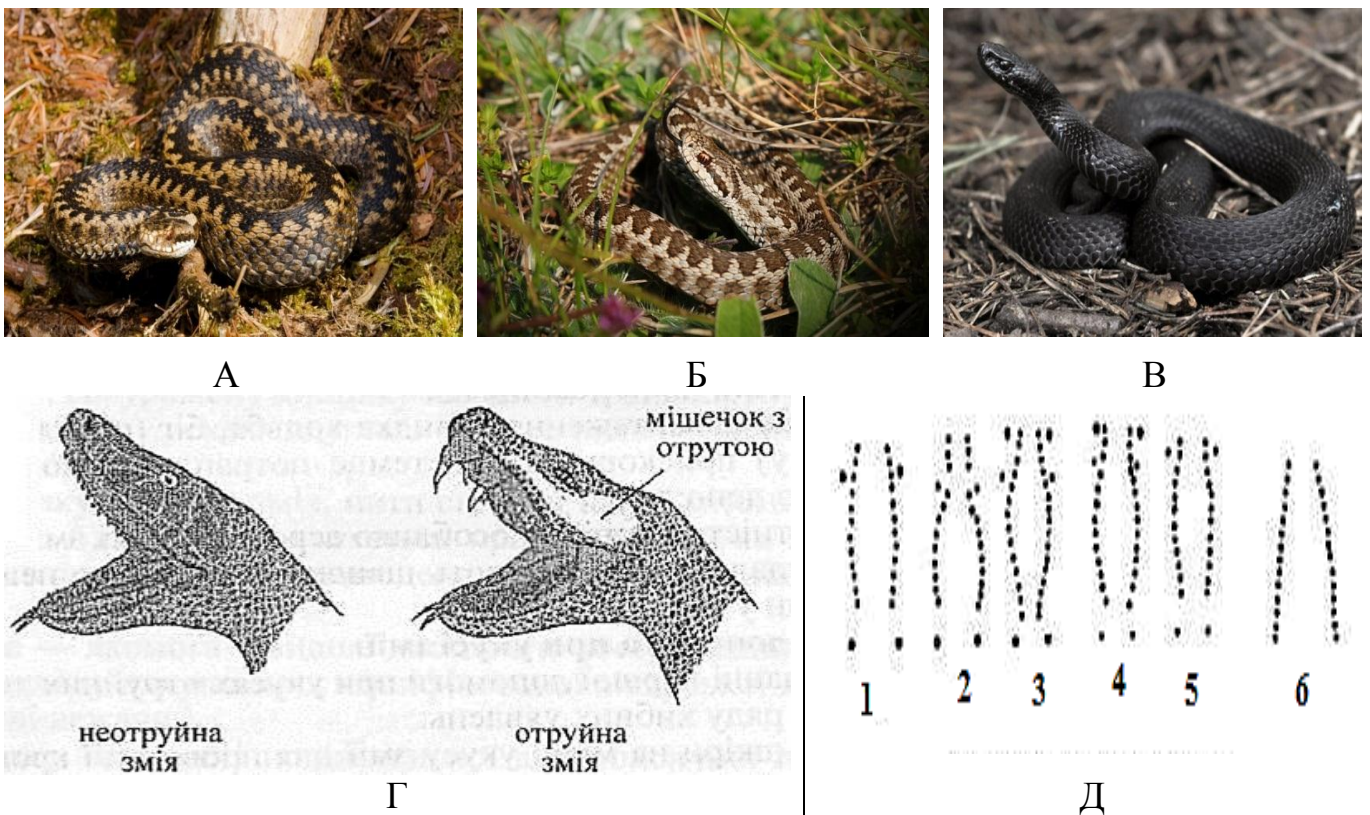 А Б В
мішечок з
отрутою
неотруйна
змія
отруйна
змія
1 2 3 4 5 6
Г Д